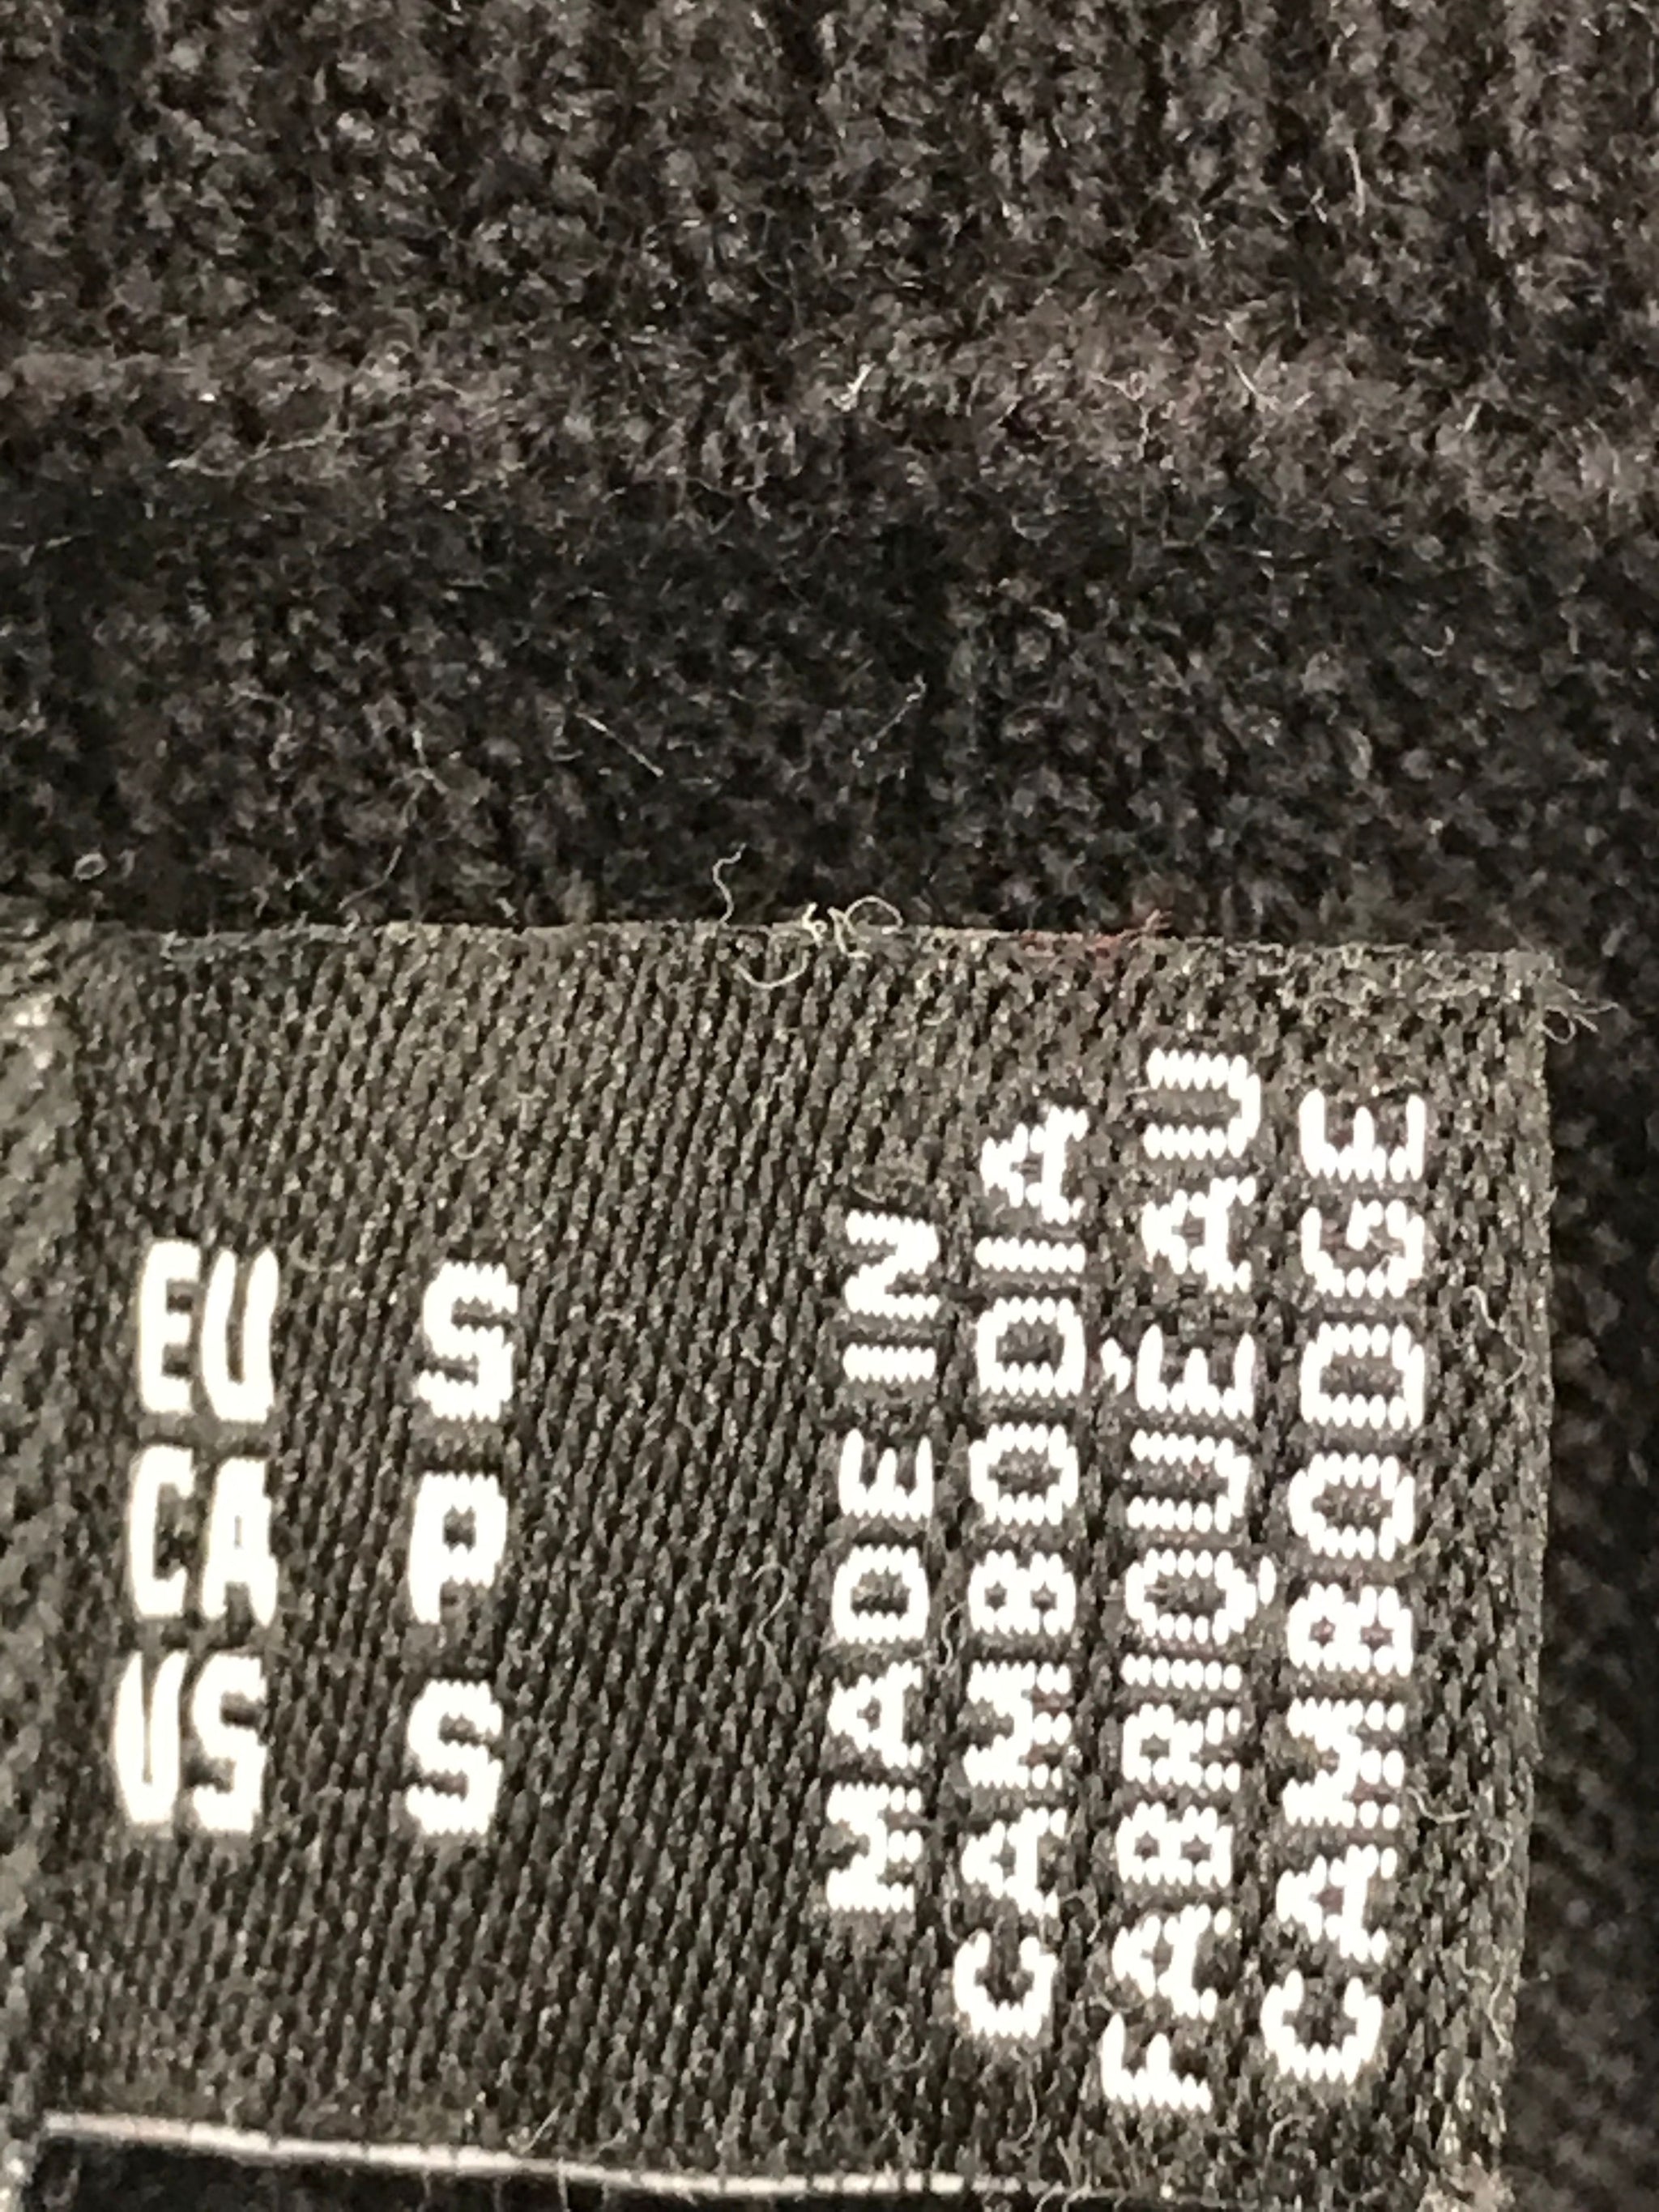 EU S
CA P
US S
MADE IN
CAMBODIA
FABRIQUÉ AU
CAMBODGE